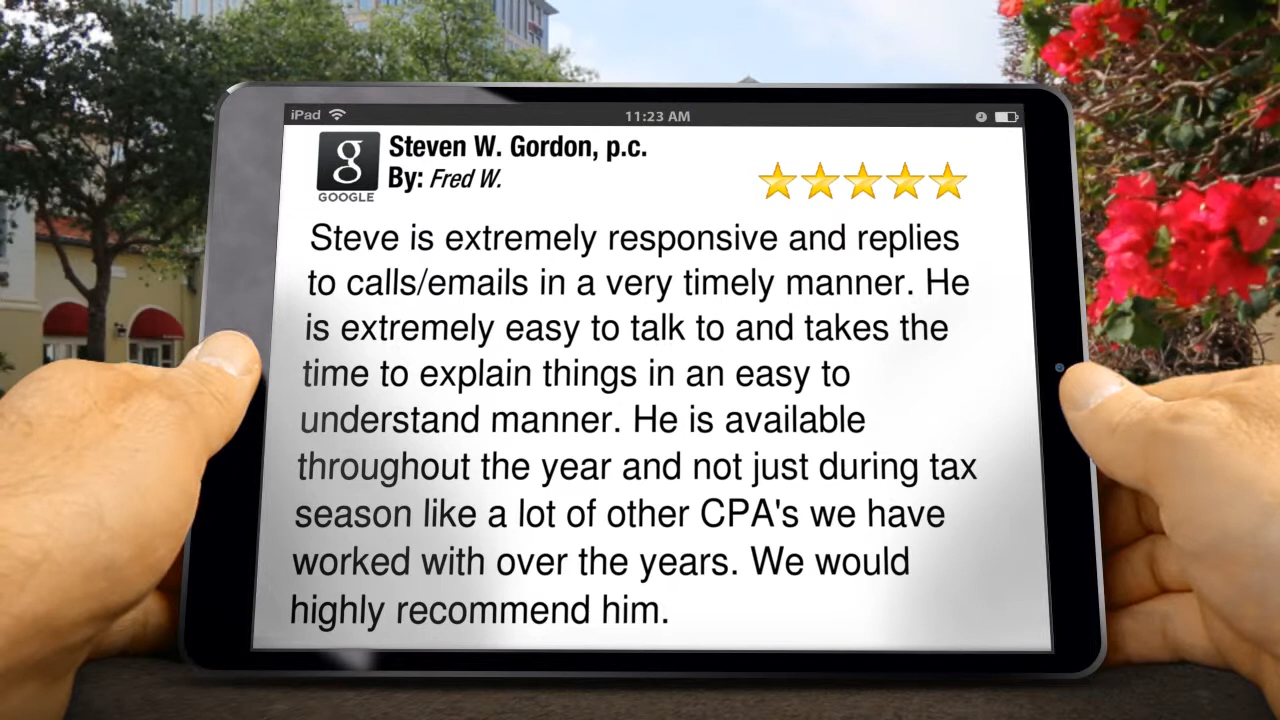 iPad 11:23 AM
g
GOOGLE
Steven W. Gordon, p.c.
By: Fred W.
Steve is extremely responsive and replies
to calls/emails in a very timely manner. He
is extremely easy to talk to and takes the
time to explain things in an easy to
understand manner. He is available
throughout the year and not just during tax
season like a lot of other CPA's we have
worked with over the years. We would
highly recommend him.